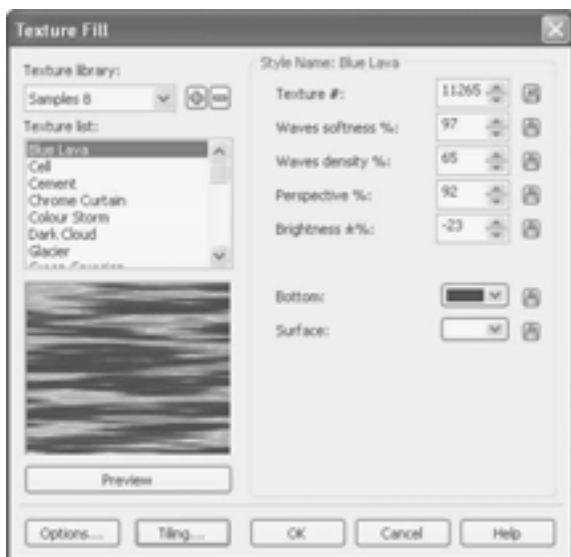 Texture Fill
Texture library:
Samples 8
Texture list:
Blue Lava
Cell
Cement
Chrome Curtain
Colour Storm
Dark Cloud
Glacier
Preview
Style Name: Blue Lava
Texture #: 11265
Waves softness %: 97
Waves density %: 65
Perspective %: 92
Brightness ±%: -23
Bottom:
Surface:
Options... Tiling... OK Cancel Help